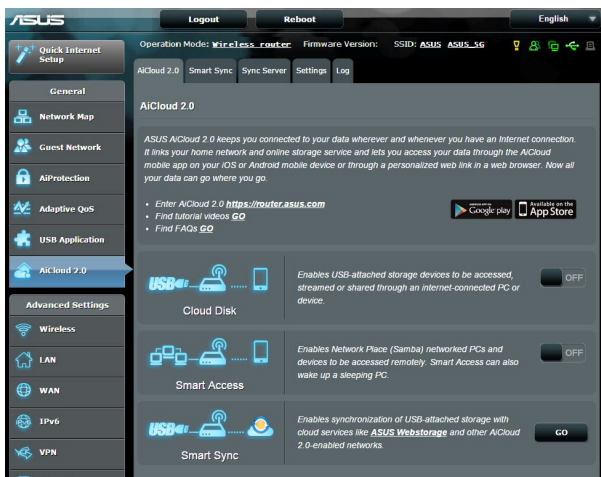 ASUS
Logout
Reboot
English
Quick Internet
Setup
Operation Mode: Wireless router Firmware Version: SSID: ASUS ASUS_5G
AiCloud 2.0
Smart Sync
Sync Server
Settings
Log
General
Network Map
Guest Network
AiProtection
Adaptive QoS
USB Application
AiCloud 2.0
Advanced Settings
Wireless
LAN
WAN
IPv6
VPN
AiCloud 2.0
ASUS AiCloud 2.0 keeps you connected to your data wherever and whenever you have an Internet connection.
It links your home network and online storage service and lets you access your data through the AiCloud
mobile app on your iOS or Android mobile device or through a personalized web link in a web browser. Now all
your data can go where you go.
• Enter AiCloud 2.0 https://router.asus.com
• Find tutorial videos GO
• Find FAQs GO
Google play
Available on the
App Store
USB
Cloud Disk
Enables USB-attached storage devices to be accessed,
streamed or shared through an internet-connected PC or
device.
OFF
Smart Access
Enables Network Place (Samba) networked PCs and
devices to be accessed remotely. Smart Access can also
wake up a sleeping PC.
OFF
USB
Smart Sync
Enables synchronization of USB-attached storage with
cloud services like ASUS Webstorage and other AiCloud
2.0-enabled networks.
GO